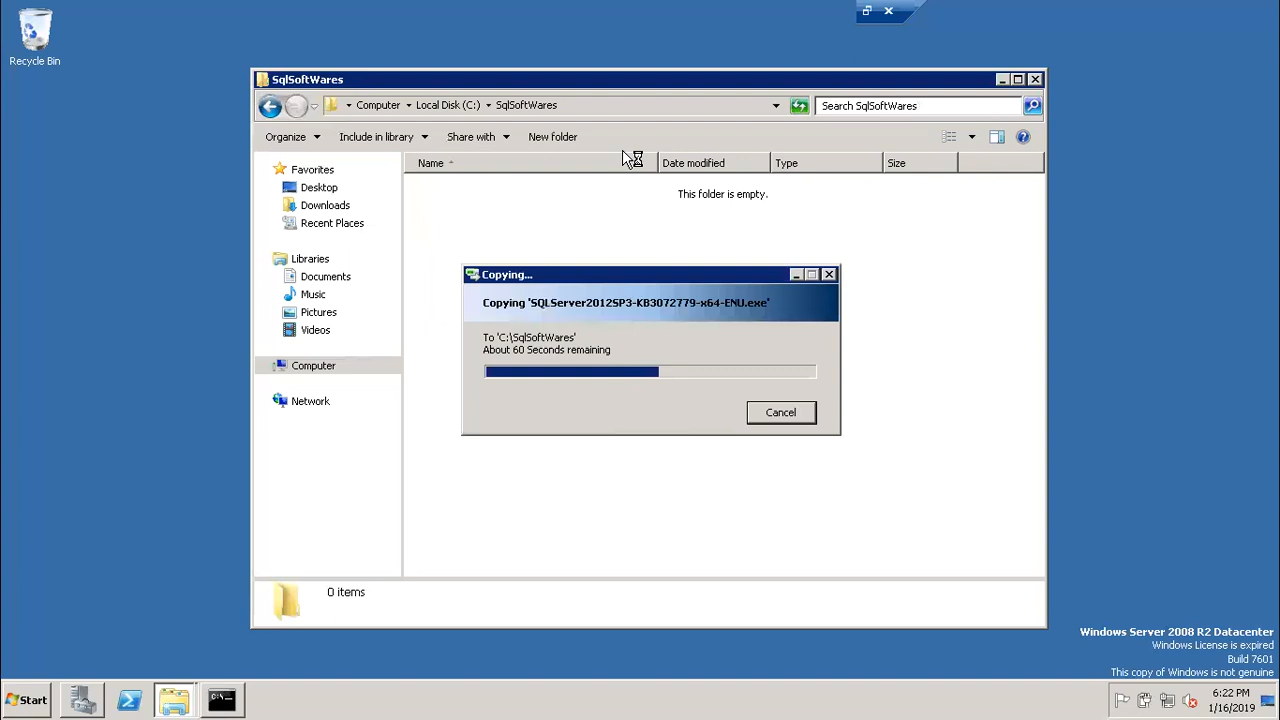 Recycle Bin
SqlSoftWares
Computer
Local Disk (C:)
SqlSoftWares
Search SqlSoftWares
Organize
Include in library
Share with
New folder
Name
Date modified
Type
Size
This folder is empty.
Favorites
Desktop
Downloads
Recent Places
Libraries
Documents
Music
Pictures
Videos
Computer
Network
Copying...
Copying 'SQLServer2012SP3-KB3072779-x64-ENU.exe'
To 'C:\SqlSoftWares'
About 60 Seconds remaining
Cancel
0 items
Windows Server 2008 R2 Datacenter
Windows License is expired
Build 7601
This copy of Windows is not genuine
Start
6:22 PM
1/16/2019